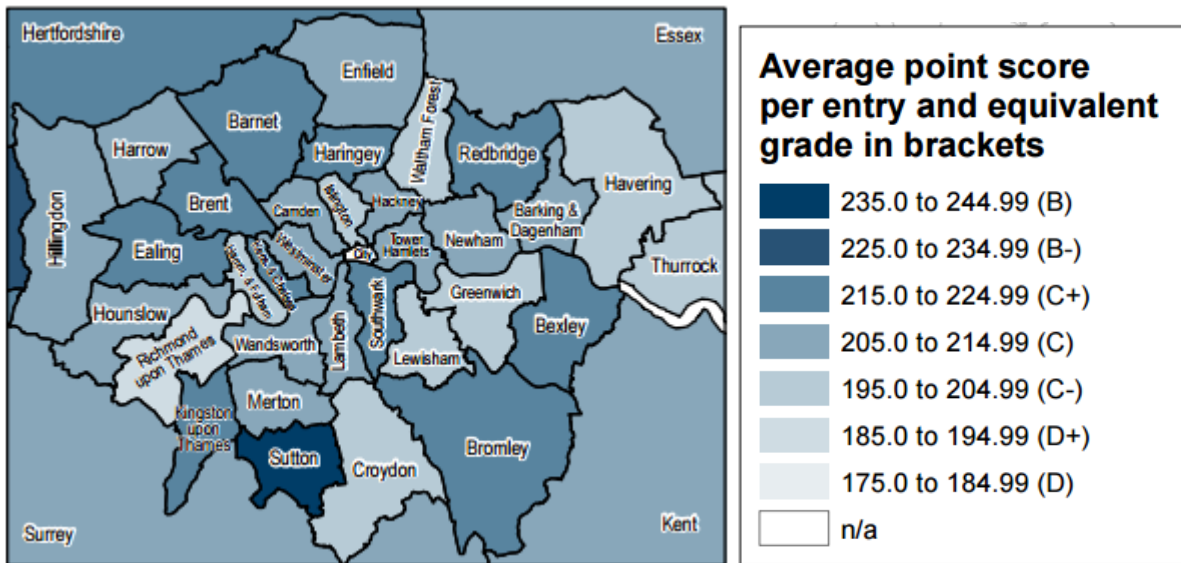 Hertfordshire
Essex
Enfield
Barnet
Harrow
Haringey
Waltham Forest
Redbridge
Havering
Hillingdon
Brent
Camden
Islington
Hackney
Barking &
Dagenham
Ealing
Westminster
City
Tower
Hamlets
Newham
Thurrock
Hounslow
Greenwich
Bexley
Richmond
upon Thames
Wandsworth
Lambeth
Southwark
Lewisham
Kingston
upon
Thames
Merton
Sutton
Croydon
Bromley
Surrey
Kent
Average point score
per entry and equivalent
grade in brackets
235.0 to 244.99 (B)
225.0 to 234.99 (B-)
215.0 to 224.99 (C+)
205.0 to 214.99 (C)
195.0 to 204.99 (C-)
185.0 to 194.99 (D+)
175.0 to 184.99 (D)
n/a